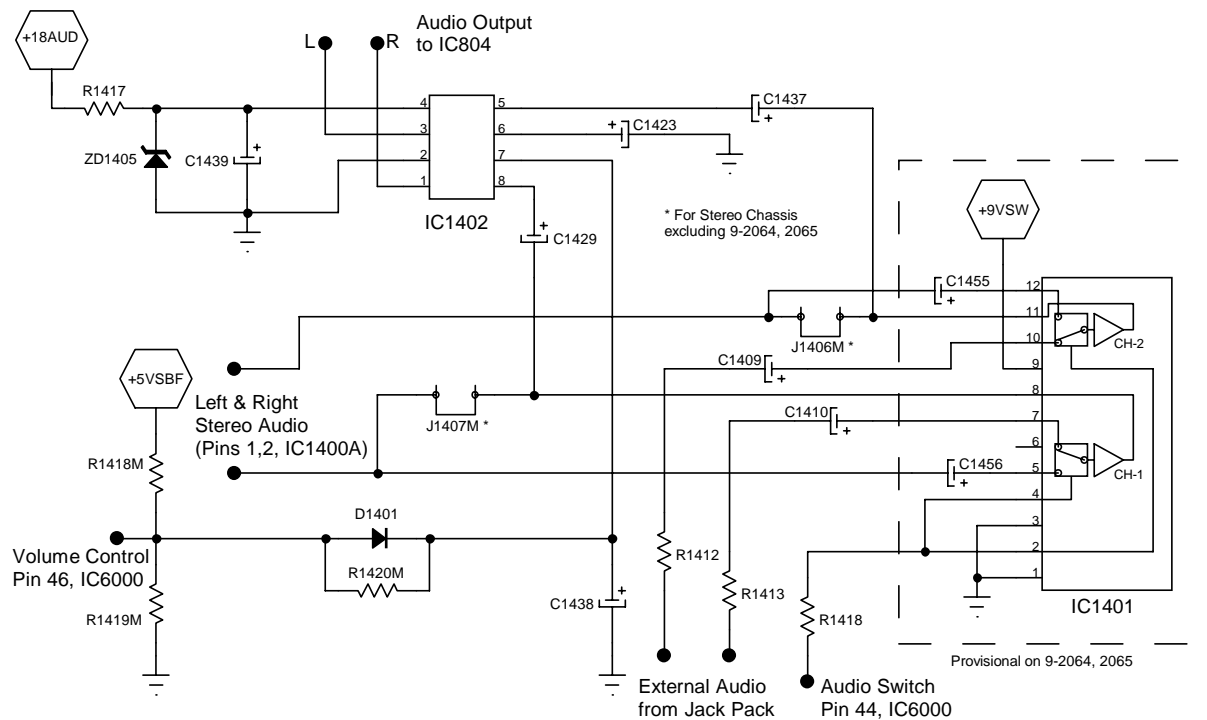 +18AUD
L
R
Audio Output
to IC804
R1417
ZD1405
C1439
+
4
3
2
1
5
6
7
8
IC1402
C1437
+
+
C1423
C1429
+
* For Stereo Chassis
excluding 9-2064, 2065
+9VSW
C1455
+
J1406M *
C1409
+
J1407M *
C1410
+
C1456
+
12
11
10
9
8
7
6
5
4
3
2
1
CH-2
CH-1
IC1401
+5VSBF
Left & Right
Stereo Audio
(Pins 1,2, IC1400A)
R1418M
D1401
R1420M
Volume Control
Pin 46, IC6000
R1419M
C1438
+
R1412
R1413
R1418
Provisional on 9-2064, 2065
External Audio
from Jack Pack
Audio Switch
Pin 44, IC6000